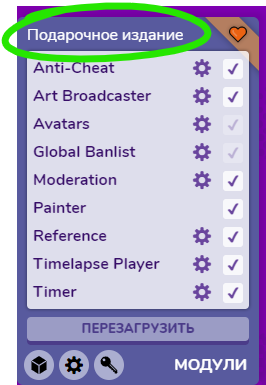 Подарочное издание
Anti-Cheat
Art Broadcaster
Avatars
Global Banlist
Moderation
Painter
Reference
Timelapse Player
Timer
ПЕРЕЗАГРУЗИТЬ
МОДУЛИ